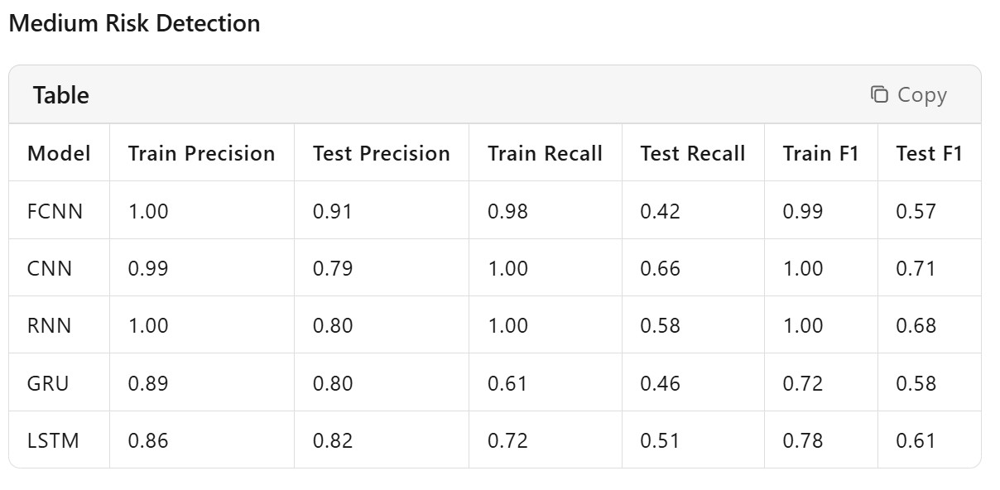 Medium Risk Detection
Table Copy
Model Train Precision Test Precision Train Recall Test Recall Train F1 Test F1
FCNN 1.00 0.91 0.98 0.42 0.99 0.57
CNN 0.99 0.79 1.00 0.66 1.00 0.71
RNN 1.00 0.80 1.00 0.58 1.00 0.68
GRU 0.89 0.80 0.61 0.46 0.72 0.58
LSTM 0.86 0.82 0.72 0.51 0.78 0.61